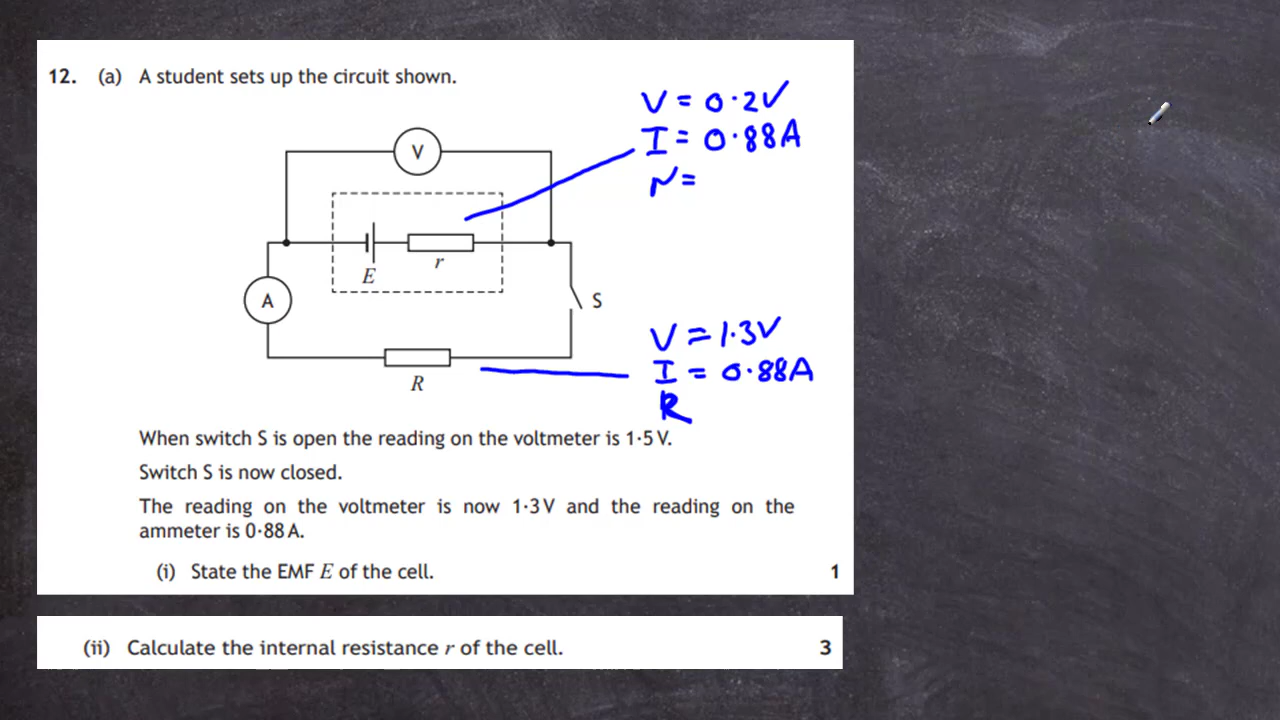 12. (a) A student sets up the circuit shown.
V = 0·2V
I = 0·88A
r =
V
E
r
A
S
R
V = 1·3V
I = 0·88A
R
When switch S is open the reading on the voltmeter is 1·5 V.
Switch S is now closed.
The reading on the voltmeter is now 1·3 V and the reading on the
ammeter is 0·88 A.
(i) State the EMF E of the cell. 1
(ii) Calculate the internal resistance r of the cell. 3